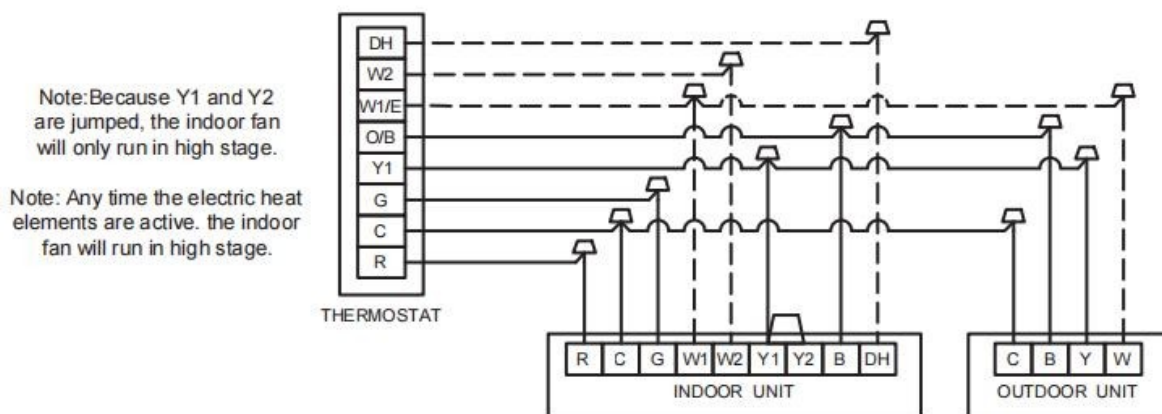 Note:Because Y1 and Y2
are jumped, the indoor fan
will only run in high stage.
Note: Any time the electric heat
elements are active. the indoor
fan will run in high stage.
DH
W2
W1/E
O/B
Y1
G
C
R
THERMOSTAT
R C G W1 W2 Y1 Y2 B DH
INDOOR UNIT
C B Y W
OUTDOOR UNIT